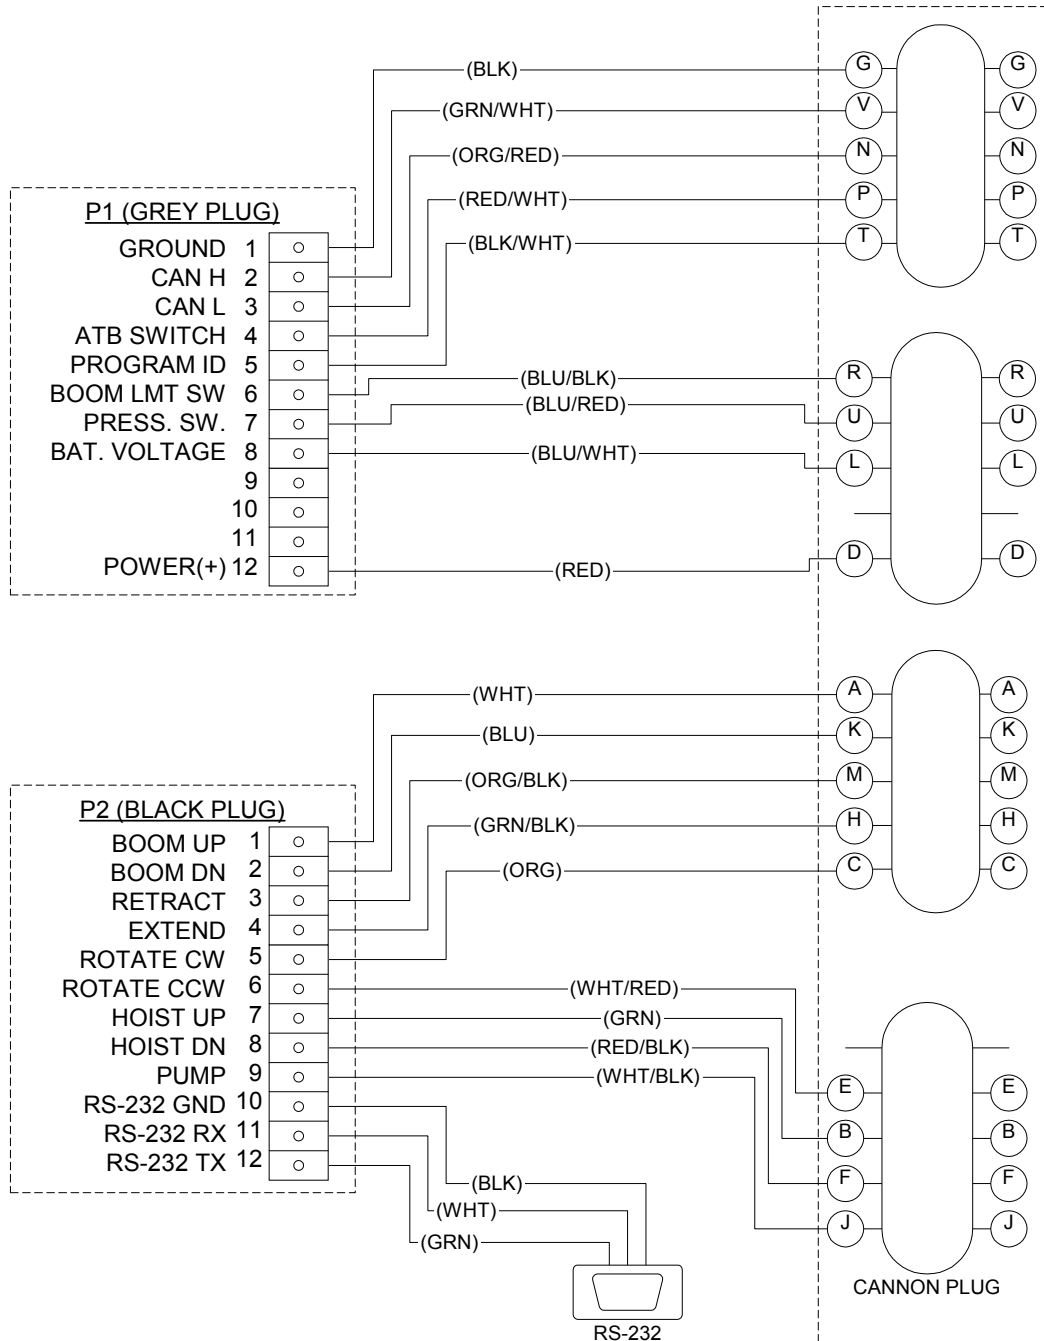 (BLK) G G
(GRN/WHT) V V
(ORG/RED) N N
(RED/WHT) P P
(BLK/WHT) T T
P1 (GREY PLUG)
GROUND 1
CAN H 2
CAN L 3
ATB SWITCH 4
PROGRAM ID 5
BOOM LMT SW 6
PRESS. SW. 7
BAT. VOLTAGE 8
9
10
11
POWER(+) 12
(BLU/BLK) R R
(BLU/RED) U U
(BLU/WHT) L L
(RED) D D
(WHT) A A
(BLU) K K
(ORG/BLK) M M
(GRN/BLK) H H
(ORG) C C
P2 (BLACK PLUG)
BOOM UP 1
BOOM DN 2
RETRACT 3
EXTEND 4
ROTATE CW 5
ROTATE CCW 6
HOIST UP 7
HOIST DN 8
PUMP 9
RS-232 GND 10
RS-232 RX 11
RS-232 TX 12
(WHT/RED) E E
(GRN) B B
(RED/BLK) F F
(WHT/BLK) J J
(BLK)
(WHT)
(GRN)
RS-232
CANNON PLUG